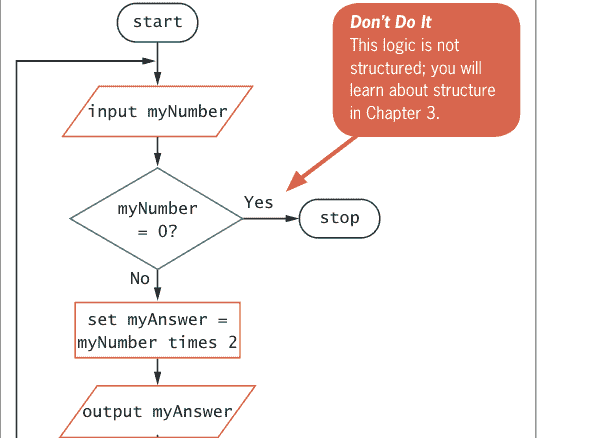 start
Don't Do It
This logic is not
structured; you will
learn about structure
in Chapter 3.
input myNumber
myNumber
= 0?
Yes
stop
No
set myAnswer =
myNumber times 2
output myAnswer